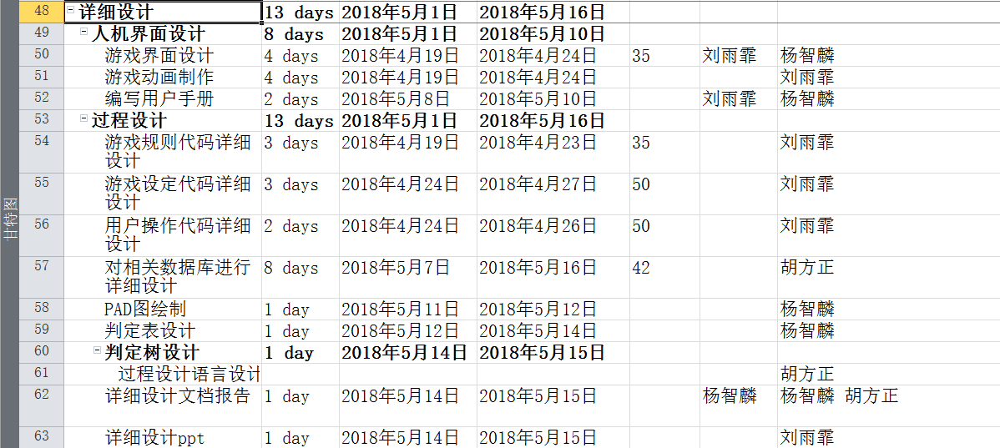 48 详细设计 13 days 2018年5月1日 2018年5月16日
49 人机界面设计 8 days 2018年5月1日 2018年5月10日
50 游戏界面设计 4 days 2018年4月19日 2018年4月24日 35 刘雨霏 杨智麟
51 游戏动画制作 4 days 2018年4月19日 2018年4月24日 刘雨霏
52 编写用户手册 2 days 2018年5月8日 2018年5月10日 刘雨霏 杨智麟
53 过程设计 13 days 2018年5月1日 2018年5月16日
54 游戏规则代码详细 3 days 2018年4月19日 2018年4月23日 35 刘雨霏
设计
55 游戏设定代码详细 3 days 2018年4月24日 2018年4月27日 50 刘雨霏
设计
56 用户操作代码详细 2 days 2018年4月24日 2018年4月26日 50 刘雨霏
设计
57 对相关数据库进行 8 days 2018年5月7日 2018年5月16日 42 胡方正
详细设计
58 PAD图绘制 1 day 2018年5月11日 2018年5月12日 杨智麟
59 判定表设计 1 day 2018年5月12日 2018年5月14日 杨智麟
60 判定树设计 1 day 2018年5月14日 2018年5月15日
61 过程设计语言设计 胡方正
62 详细设计文档报告 1 day 2018年5月14日 2018年5月15日 杨智麟 杨智麟 胡方正
63 详细设计ppt 1 day 2018年5月14日 2018年5月15日 刘雨霏
甘特图